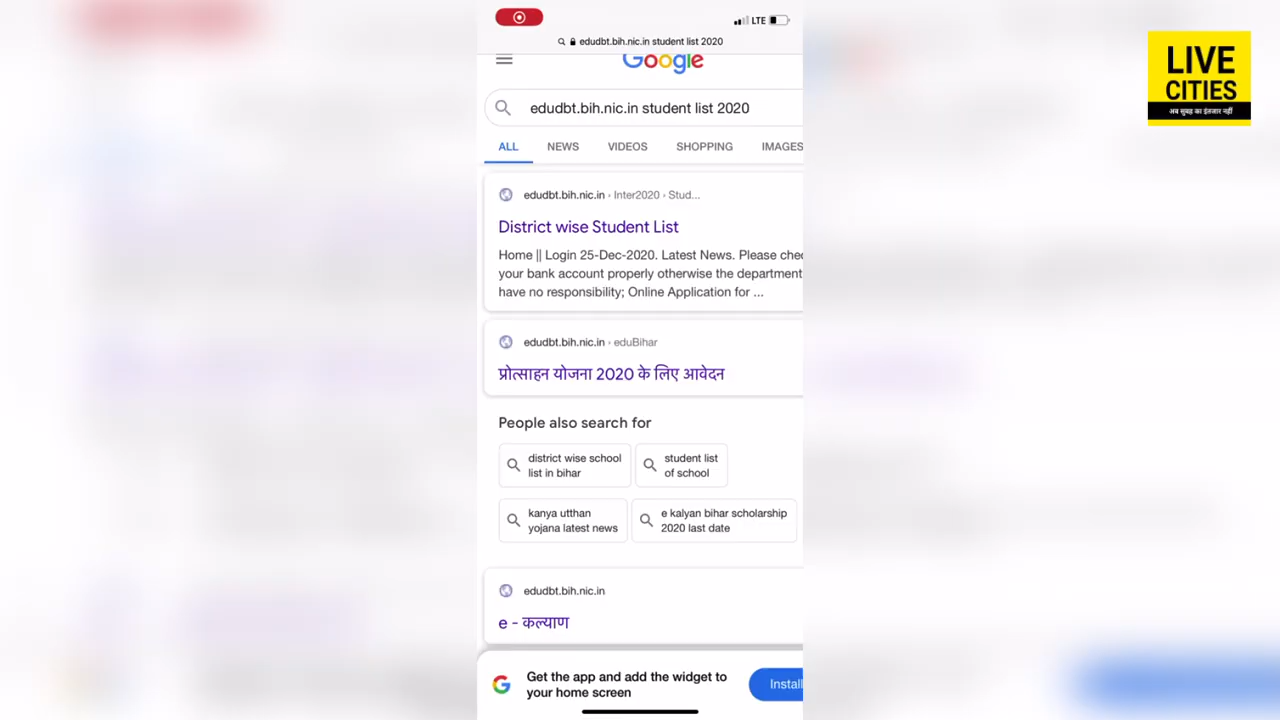 LTE
edudbt.bih.nic.in student list 2020
Google
edudbt.bih.nic.in student list 2020
ALL NEWS VIDEOS SHOPPING IMAGES
edudbt.bih.nic.in › Inter2020 › Stud...
District wise Student List
Home || Login 25-Dec-2020. Latest News. Please chec
your bank account properly otherwise the department
have no responsibility; Online Application for ...
edudbt.bih.nic.in › eduBihar
प्रोत्साहन योजना 2020 के लिए आवेदन
People also search for
district wise school
list in bihar
student list
of school
kanya utthan
yojana latest news
e kalyan bihar scholarship
2020 last date
edudbt.bih.nic.in
e - कल्याण
Get the app and add the widget to
your home screen
Install
LIVE
CITIES
अब सुबह का इंतजार नहीं